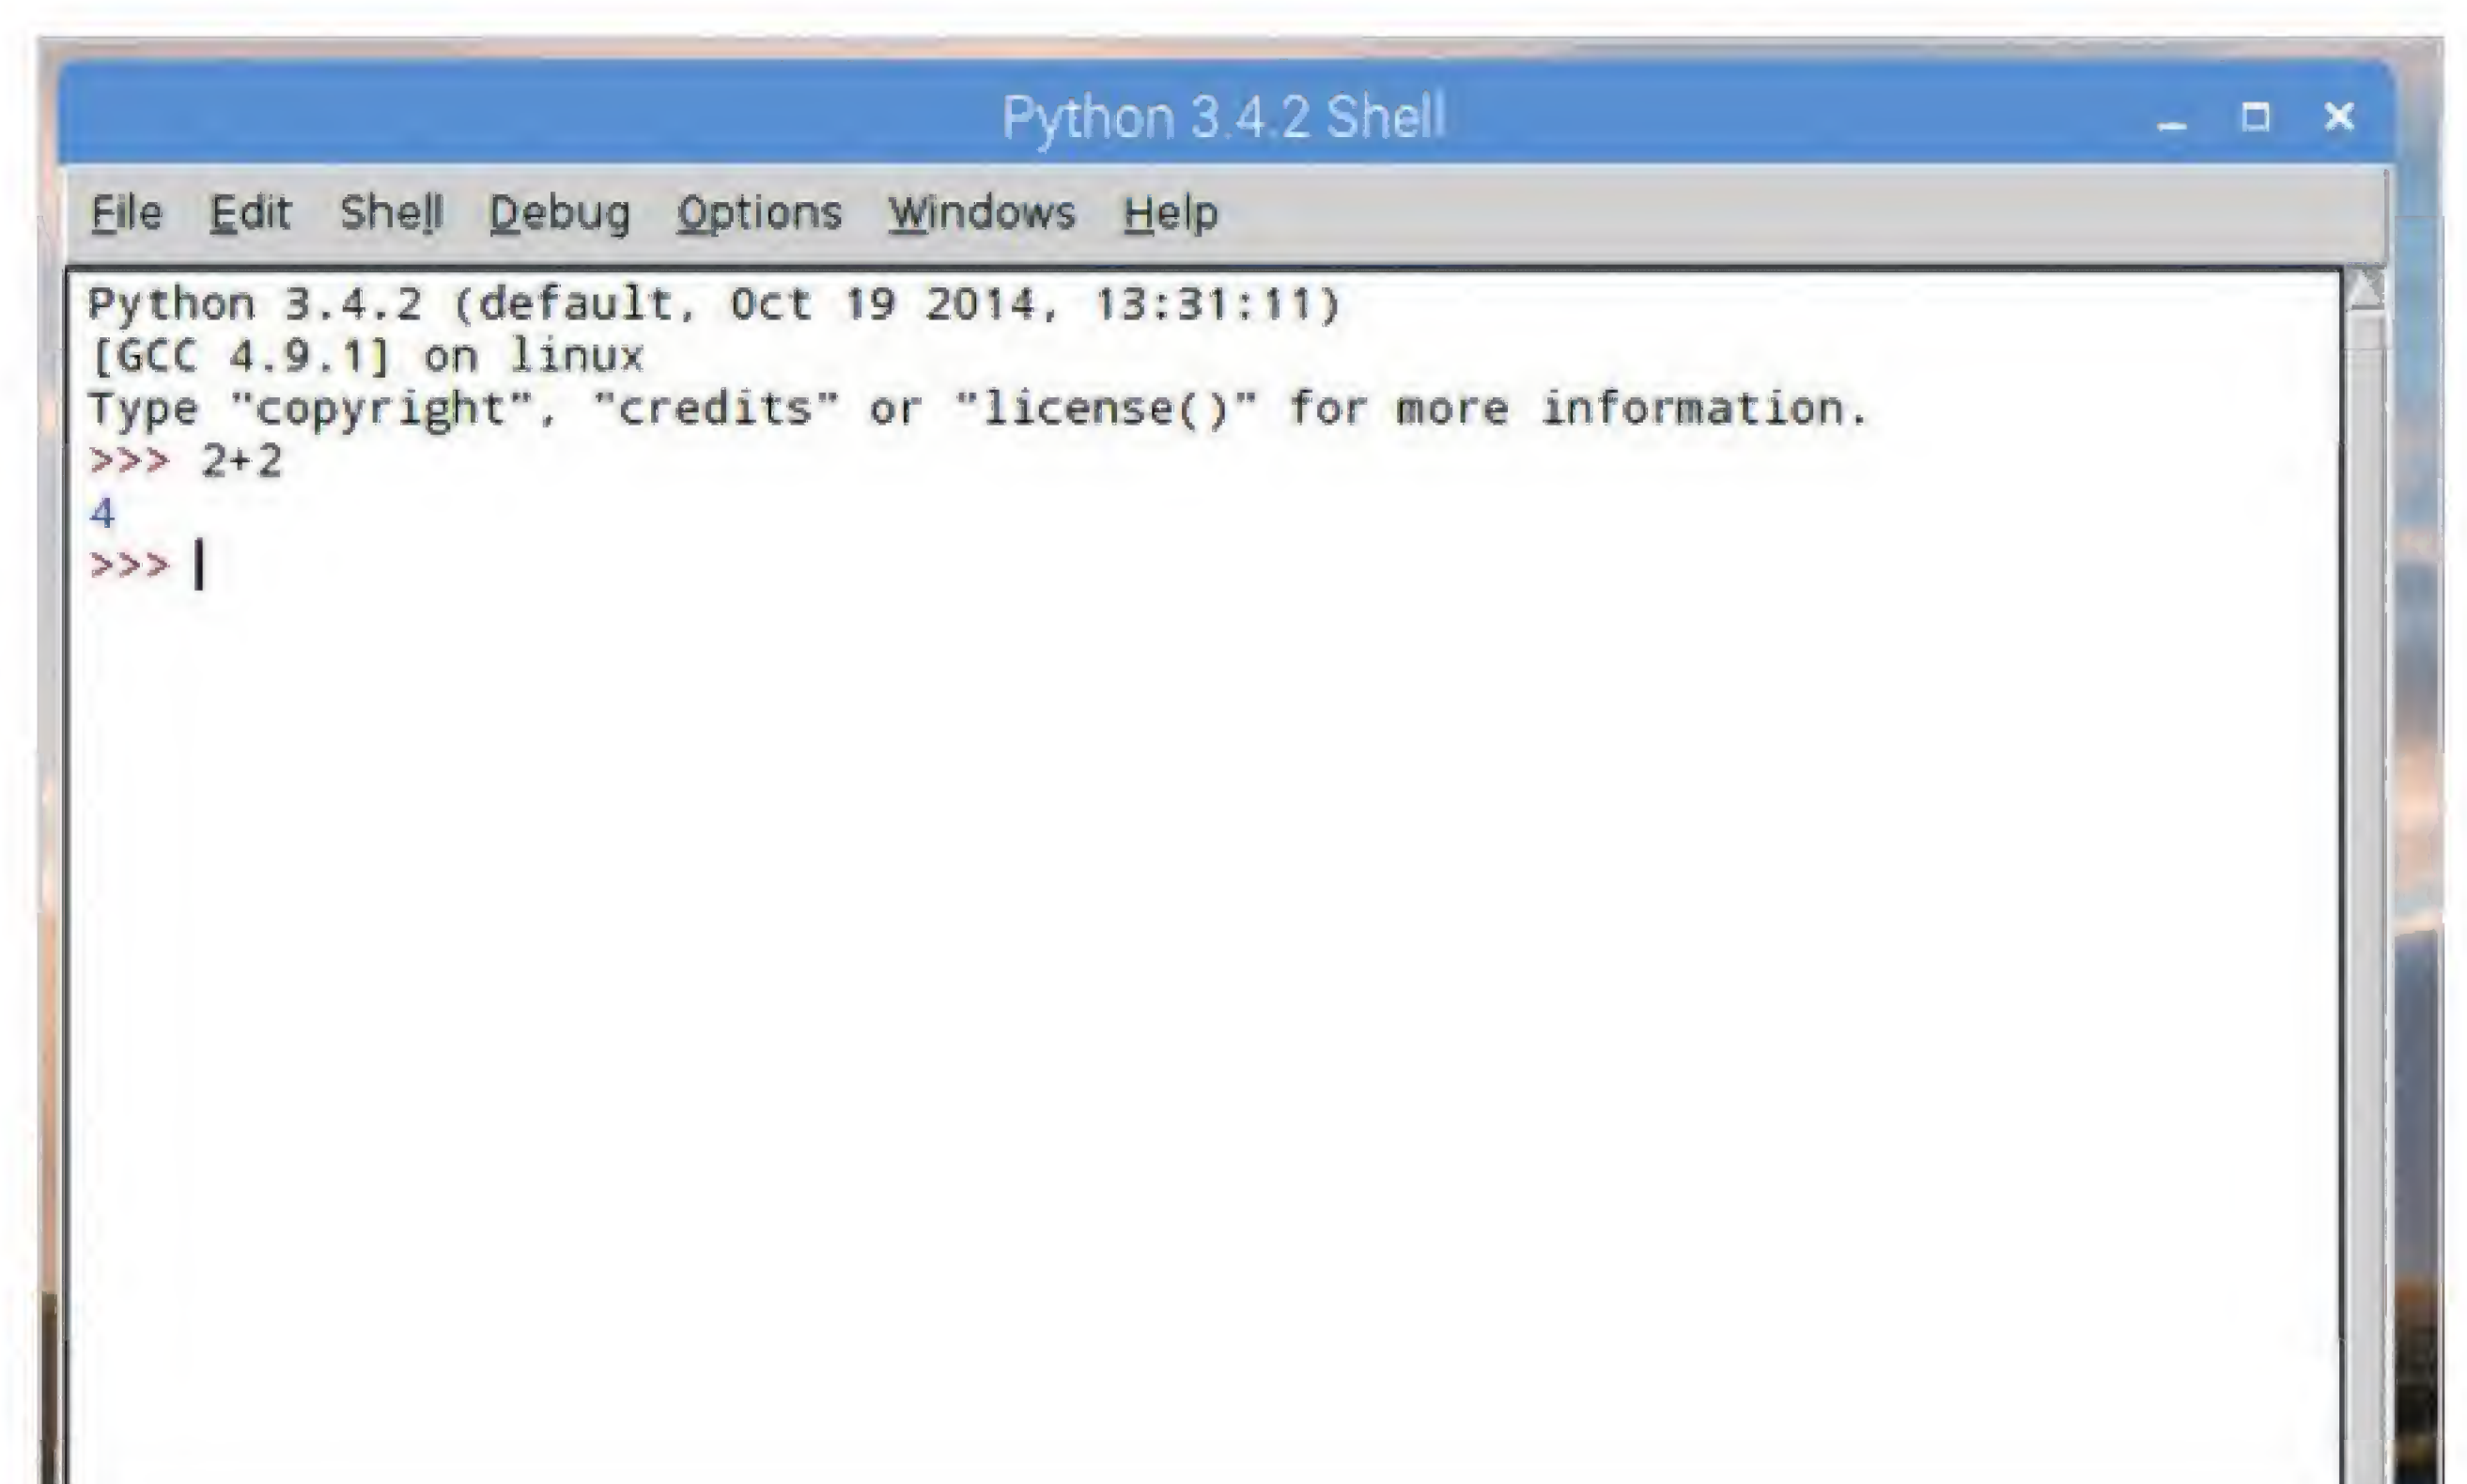 Python 3.4.2 Shell
File Edit Shell Debug Options Windows Help
Python 3.4.2 (default, Oct 19 2014, 13:31:11)
[GCC 4.9.1] on linux
Type "copyright", "credits" or "license()" for more information.
>>> 2+2
4
>>>